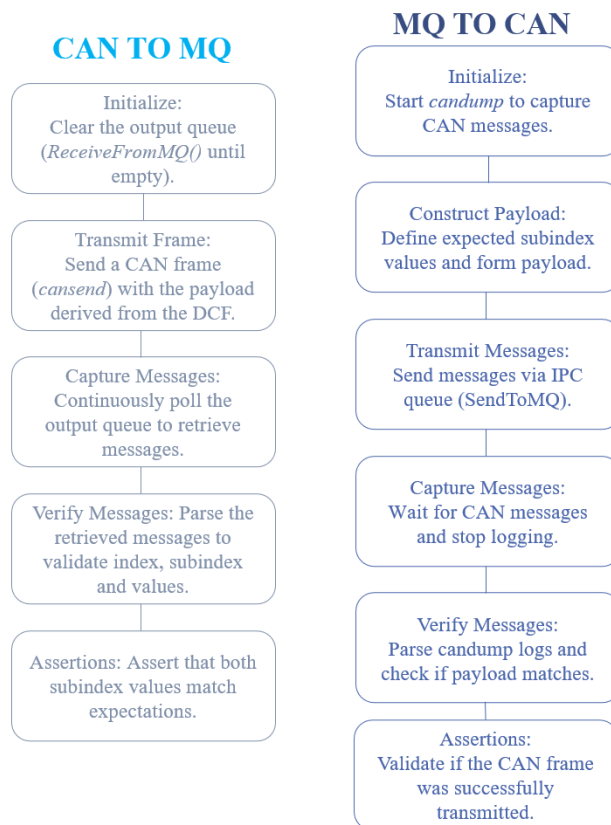 CAN TO MQ
Initialize:
Clear the output queue
(ReceiveFromMQ() until
empty).
Transmit Frame:
Send a CAN frame
(cansend) with the payload
derived from the DCF.
Capture Messages:
Continuously poll the
output queue to retrieve
messages.
Verify Messages: Parse the
retrieved messages to
validate index, subindex
and values.
Assertions: Assert that both
subindex values match
expectations.
MQ TO CAN
Initialize:
Start candump to capture
CAN messages.
Construct Payload:
Define expected subindex
values and form payload.
Transmit Messages:
Send messages via IPC
queue (SendToMQ).
Capture Messages:
Wait for CAN messages
and stop logging.
Verify Messages:
Parse candump logs and
check if payload matches.
Assertions:
Validate if the CAN frame
was successfully
transmitted.